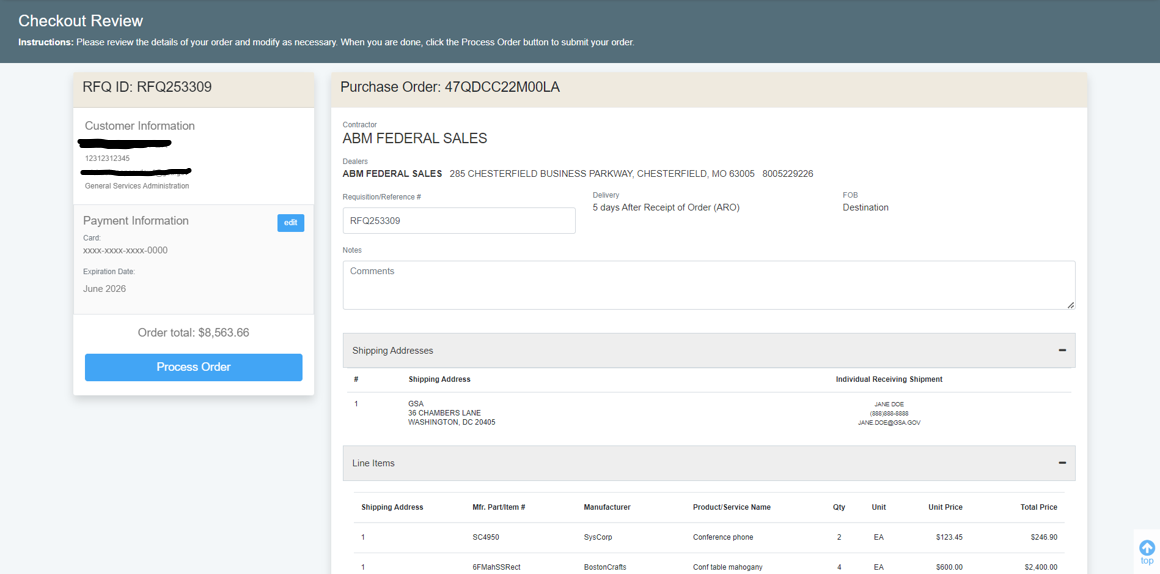 Checkout Review
Instructions: Please review the details of your order and modify as necessary. When you are done, click the Process Order button to submit your order.
RFQ ID: RFQ253309
Customer Information
12312312345
General Services Administration
Payment Information
edit
Card:
xxxx-xxxx-xxxx-0000
Expiration Date:
June 2026
Order total: $8,563.66
Process Order
Purchase Order: 47QDCC22M00LA
Contractor
ABM FEDERAL SALES
Dealers
ABM FEDERAL SALES 285 CHESTERFIELD BUSINESS PARKWAY, CHESTERFIELD, MO 63005 8005229226
Requisition/Reference # Delivery FOB
RFQ253309 5 days After Receipt of Order (ARO) Destination
Notes
Comments
Shipping Addresses
# Shipping Address Individual Receiving Shipment
1 GSA JANE DOE
36 CHAMBERS LANE (888)888-8888
WASHINGTON, DC 20405 JANE.DOE@GSA.GOV
Line Items
Shipping Address Mfr. Part/Item # Manufacturer Product/Service Name Qty Unit Unit Price Total Price
1 SC4950 SysCorp Conference phone 2 EA $123.45 $246.90
1 6FMahSSRect BostonCrafts Conf table mahogany 4 EA $600.00 $2,400.00
top